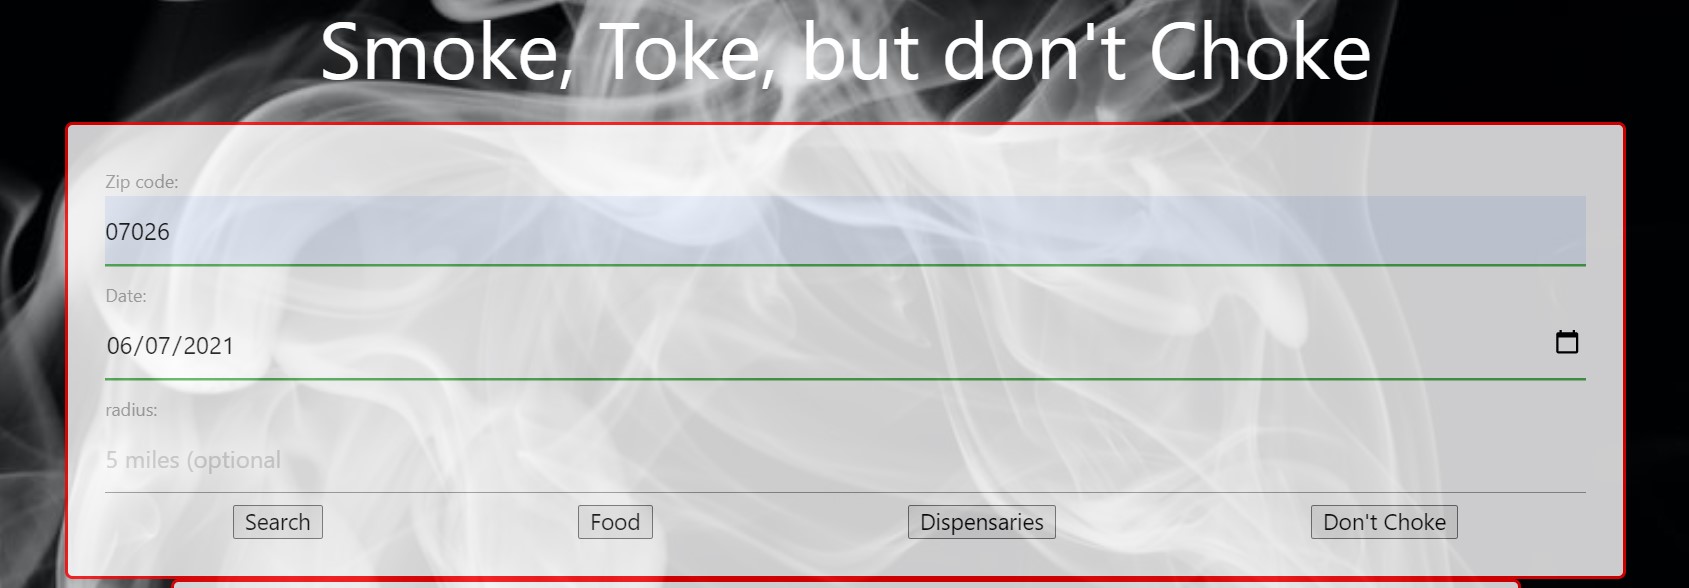 Smoke, Toke, but don't Choke
Zip code:
07026
Date:
06/07/2021
radius:
5 miles (optional
Search Food Dispensaries Don't Choke